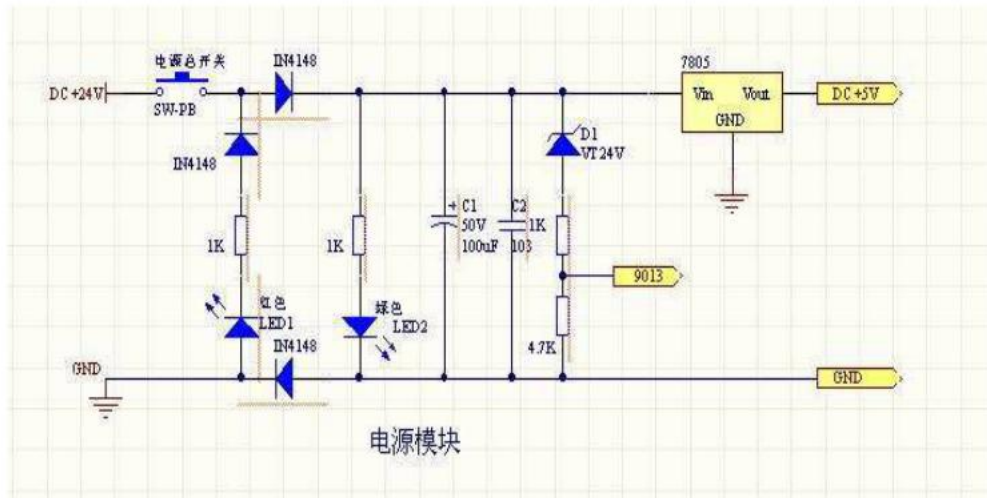 电源总开关
IN4148
7805
DC +24V
SW-PB
Vin
Vout
GND
DC +5V
IN4148
D1
VT24V
1K
1K
+
C1
50V
100uF
C2
103
1K
9013
红色
LED1
绿色
LED2
IN4148
4.7K
GND
GND
电源模块